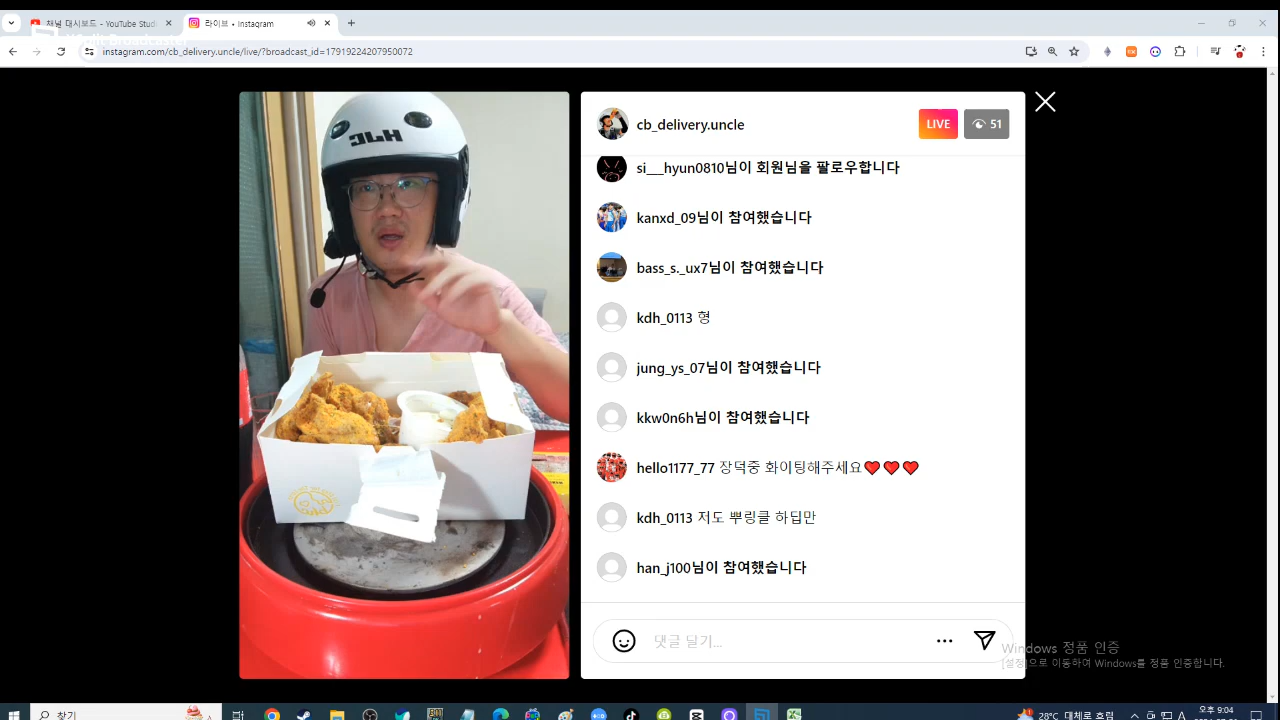 채널 대시보드 - YouTube Studi
라이브 • Instagram
XSplit Broadcaster
instagram.com/cb_delivery.uncle/live/?broadcast_id=17919224207950072
HJC
cb_delivery.uncle
LIVE
51
si___hyun0810님이 회원님을 팔로우합니다
kanxd_09님이 참여했습니다
bass_s._ux7님이 참여했습니다
kdh_0113 형
jung_ys_07님이 참여했습니다
kkw0n6h님이 참여했습니다
hello1177_77 장덕중 화이팅해주세요❤️❤️❤️
kdh_0113 저도 뿌링클 하딥만
han_j100님이 참여했습니다
댓글 달기...
Windows 정품 인증
[설정]으로 이동하여 Windows를 정품 인증합니다.
찾기
28°C 대체로 흐림
오후 9:04